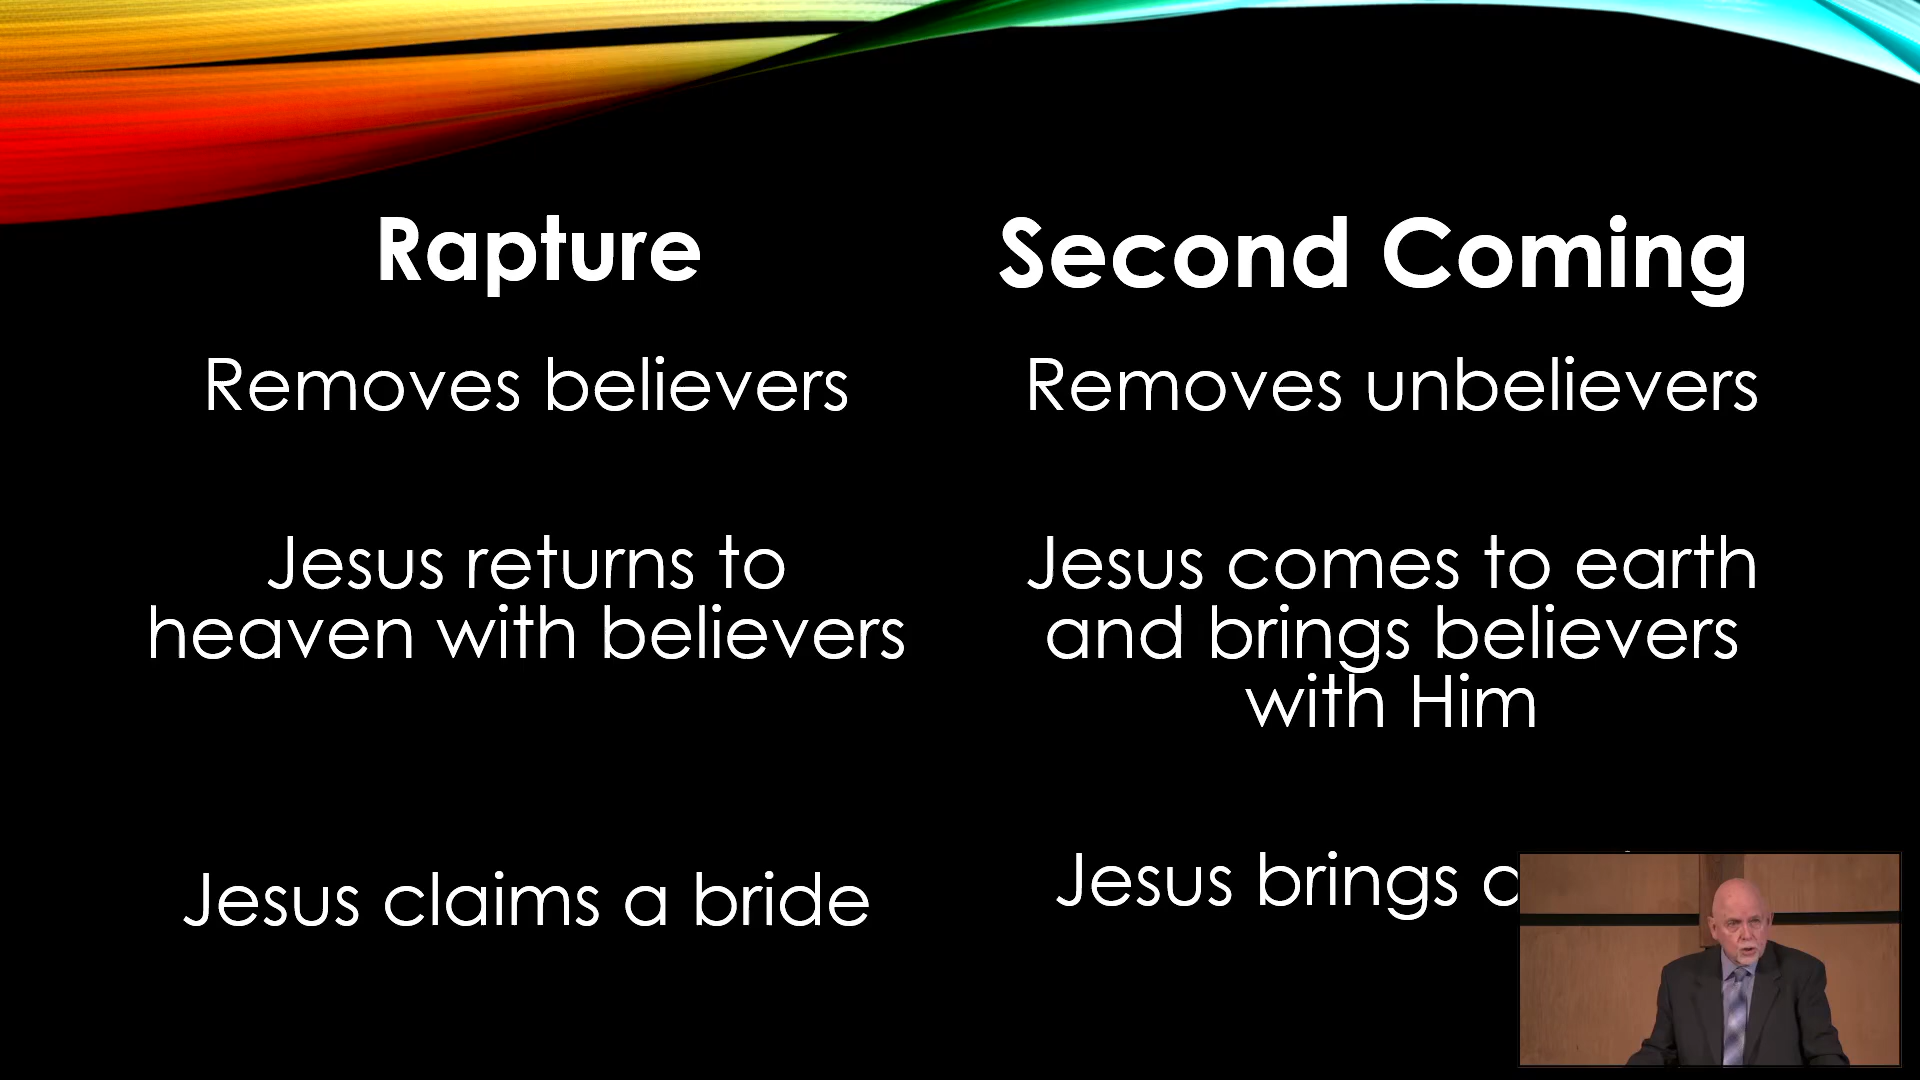 Rapture
Second Coming
Removes believers
Removes unbelievers
Jesus returns to
heaven with believers
Jesus comes to earth
and brings believers
with Him
Jesus claims a bride
Jesus brings